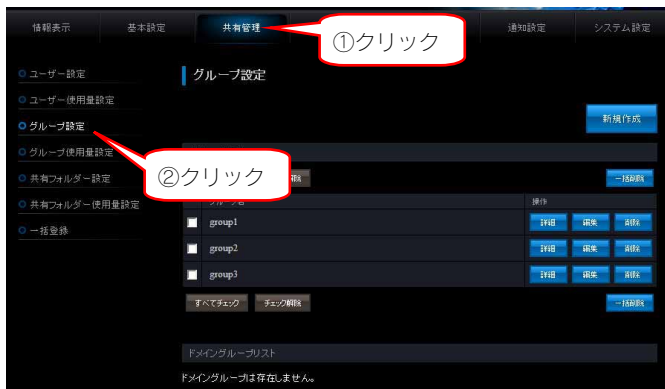 情報表示 基本設定 共有管理 通知設定 システム設定
①クリック
ユーザー設定
ユーザー使用量設定
グループ設定
グループ使用量設定
共有フォルダー設定
共有フォルダー使用量設定
一括登録
②クリック
グループ設定
新規作成
解除 一括削除
グループ名 操作
group1 詳細 編集 削除
group2 詳細 編集 削除
group3 詳細 編集 削除
すべてチェック チェック解除 一括削除
ドメイングループリスト
ドメイングループは存在しません。